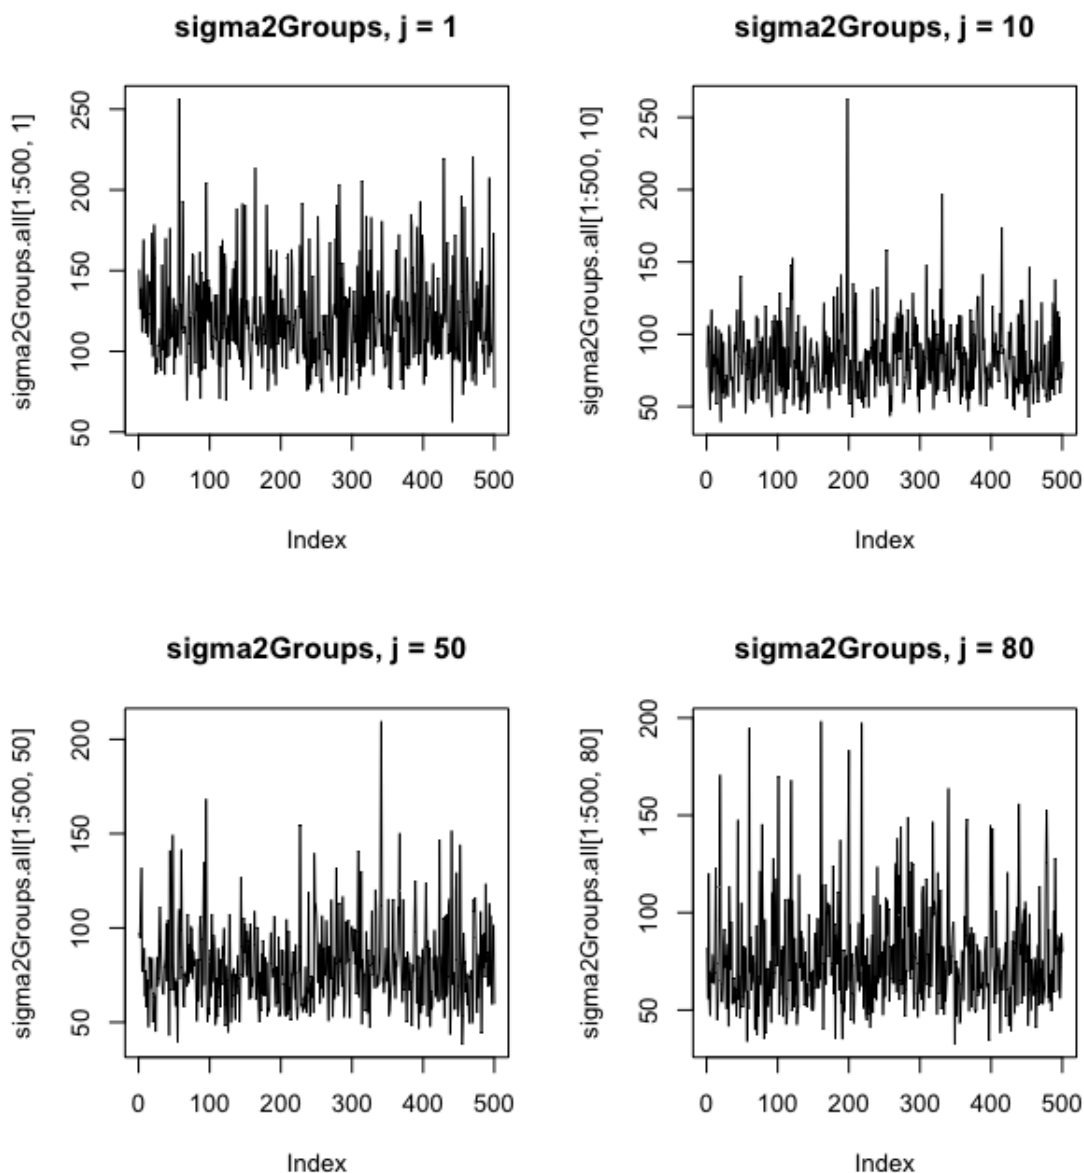 sigma2Groups, j = 1
sigma2Groups.all[1:500, 1]
250
200
150
100
50
0 100 200 300 400 500
Index
sigma2Groups, j = 10
sigma2Groups.all[1:500, 10]
250
200
150
100
50
0 100 200 300 400 500
Index
sigma2Groups, j = 50
sigma2Groups.all[1:500, 50]
200
150
100
50
0 100 200 300 400 500
Index
sigma2Groups, j = 80
sigma2Groups.all[1:500, 80]
200
150
100
50
0 100 200 300 400 500
Index